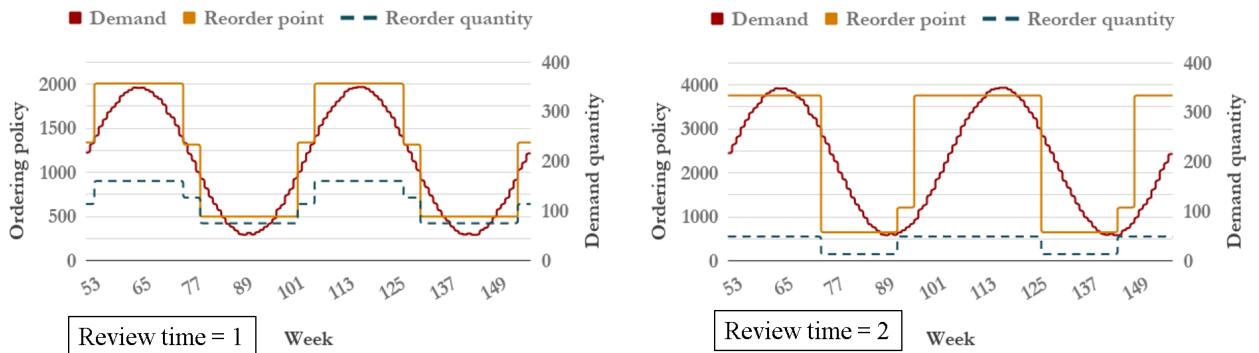 Demand Reorder point Reorder quantity
Ordering policy
2000
1500
1000
500
0
400
300
200
100
0
Demand quantity
53 65 77 89 101 113 125 137 149
Review time = 1
Week
Demand Reorder point Reorder quantity
Ordering policy
4000
3000
2000
1000
0
400
300
200
100
0
Demand quantity
53 65 77 89 101 113 125 137 149
Review time = 2
Week